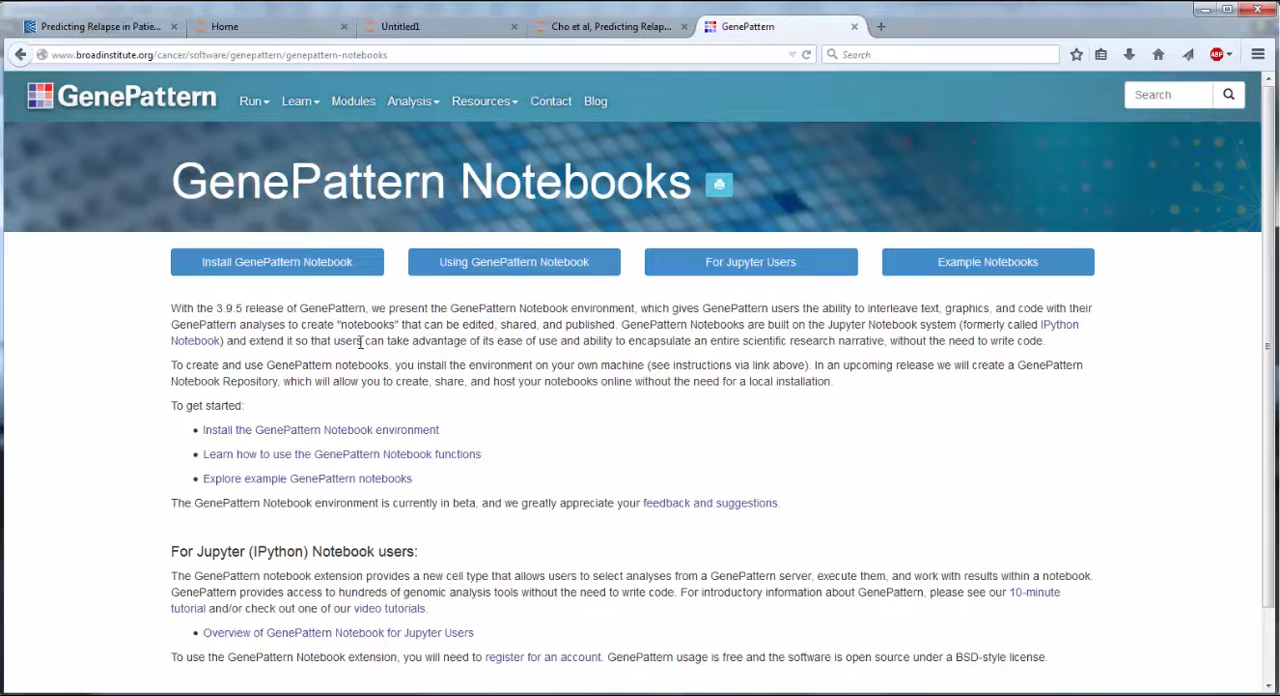 Predicting Relapse in Patie...
Home
Untitled1
Cho et al, Predicting Relap...
GenePattern
www.broadinstitute.org/cancer/software/genepattern/genepattern-notebooks
Search
ABP
GenePattern
Run
Learn
Modules
Analysis
Resources
Contact
Blog
Search
GenePattern Notebooks
Install GenePattern Notebook
Using GenePattern Notebook
For Jupyter Users
Example Notebooks
With the 3.9.5 release of GenePattern, we present the GenePattern Notebook environment, which gives GenePattern users the ability to interleave text, graphics, and code with their
GenePattern analyses to create "notebooks" that can be edited, shared, and published. GenePattern Notebooks are built on the Jupyter Notebook system (formerly called IPython
Notebook) and extend it so that users can take advantage of its ease of use and ability to encapsulate an entire scientific research narrative, without the need to write code.
To create and use GenePattern notebooks, you install the environment on your own machine (see instructions via link above). In an upcoming release we will create a GenePattern
Notebook Repository, which will allow you to create, share, and host your notebooks online without the need for a local installation.
To get started:
• Install the GenePattern Notebook environment
• Learn how to use the GenePattern Notebook functions
• Explore example GenePattern notebooks
The GenePattern Notebook environment is currently in beta, and we greatly appreciate your feedback and suggestions.
For Jupyter (IPython) Notebook users:
The GenePattern notebook extension provides a new cell type that allows users to select analyses from a GenePattern server, execute them, and work with results within a notebook.
GenePattern provides access to hundreds of genomic analysis tools without the need to write code. For introductory information about GenePattern, please see our 10-minute
tutorial and/or check out one of our video tutorials.
• Overview of GenePattern Notebook for Jupyter Users
To use the GenePattern Notebook extension, you will need to register for an account. GenePattern usage is free and the software is open source under a BSD-style license.